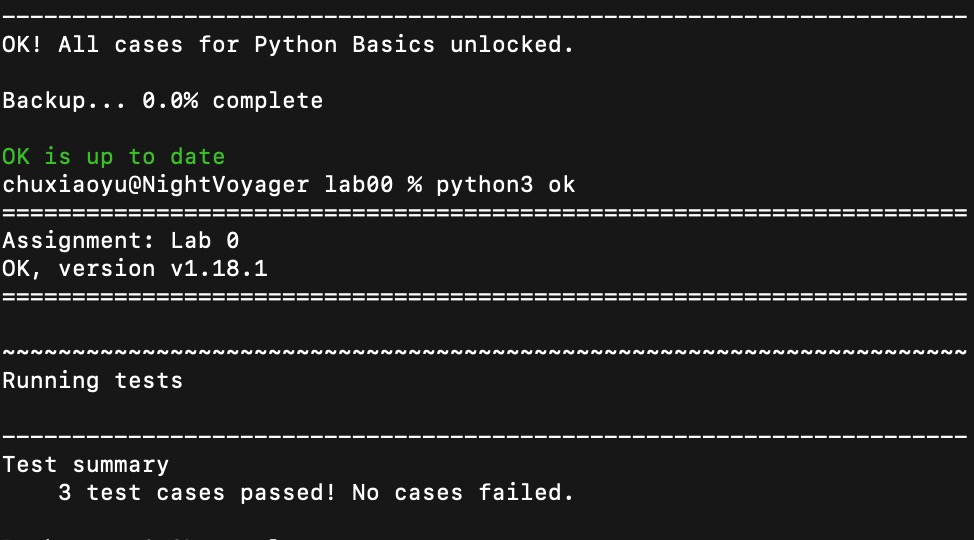 ---------------------------------------------------------------------
OK! All cases for Python Basics unlocked.
Backup... 0.0% complete
OK is up to date
chuxiaoyu@NightVoyager lab00 % python3 ok
=====================================================================
Assignment: Lab 0
OK, version v1.18.1
=====================================================================
~~~~~~~~~~~~~~~~~~~~~~~~~~~~~~~~~~~~~~~~~~~~~~~~~~~~~~~~~~~~~~~~~~~~~
Running tests
---------------------------------------------------------------------
Test summary
    3 test cases passed! No cases failed.